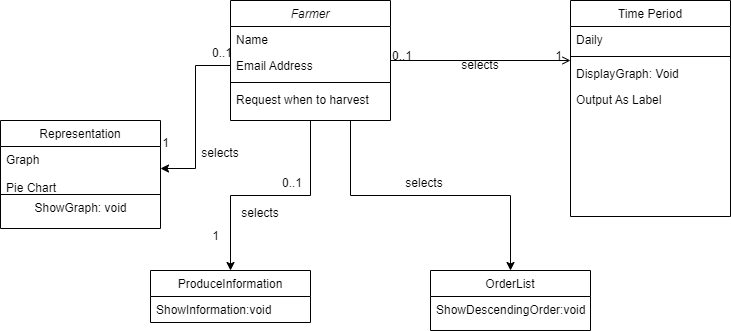 Farmer
Name
Email Address
Request when to harvest
Time Period
Daily
DisplayGraph: Void
Output As Label
0..1
selects
1
0..1
selects
1
Representation
Graph
Pie Chart
ShowGraph: void
0..1
selects
1
selects
ProduceInformation
ShowInformation:void
OrderList
ShowDescendingOrder:void